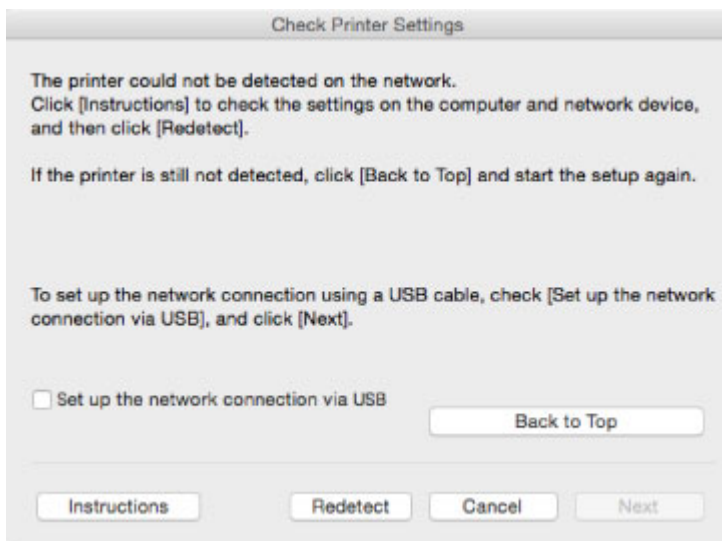 Check Printer Settings
The printer could not be detected on the network.
Click [Instructions] to check the settings on the computer and network device,
and then click [Redetect].
If the printer is still not detected, click [Back to Top] and start the setup again.
To set up the network connection using a USB cable, check [Set up the network
connection via USB], and click [Next].
Set up the network connection via USB
Back to Top
Instructions Redetect Cancel Next